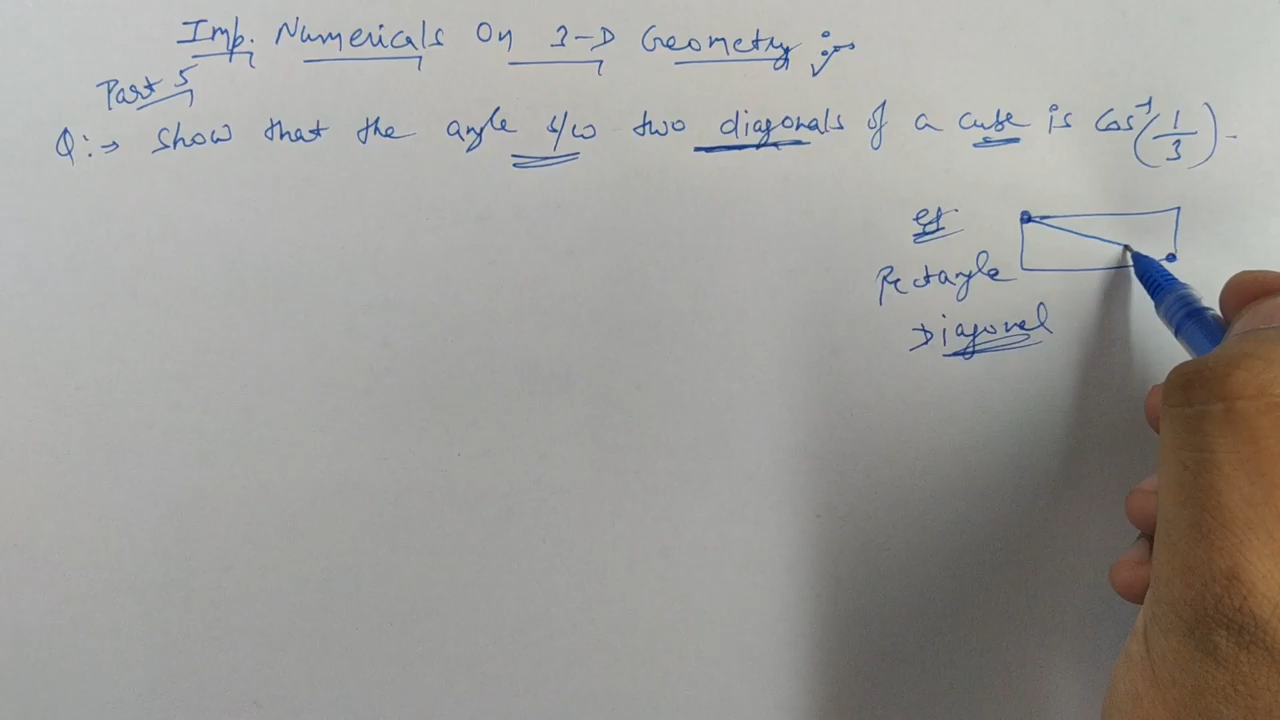 Imp. Numericals On 3-D Geometry :-
Part 5
Q:→ Show that the angle b/w two diagonals of a cube is Cos⁻¹(1/3).
eg
Rectangle
Diagonal